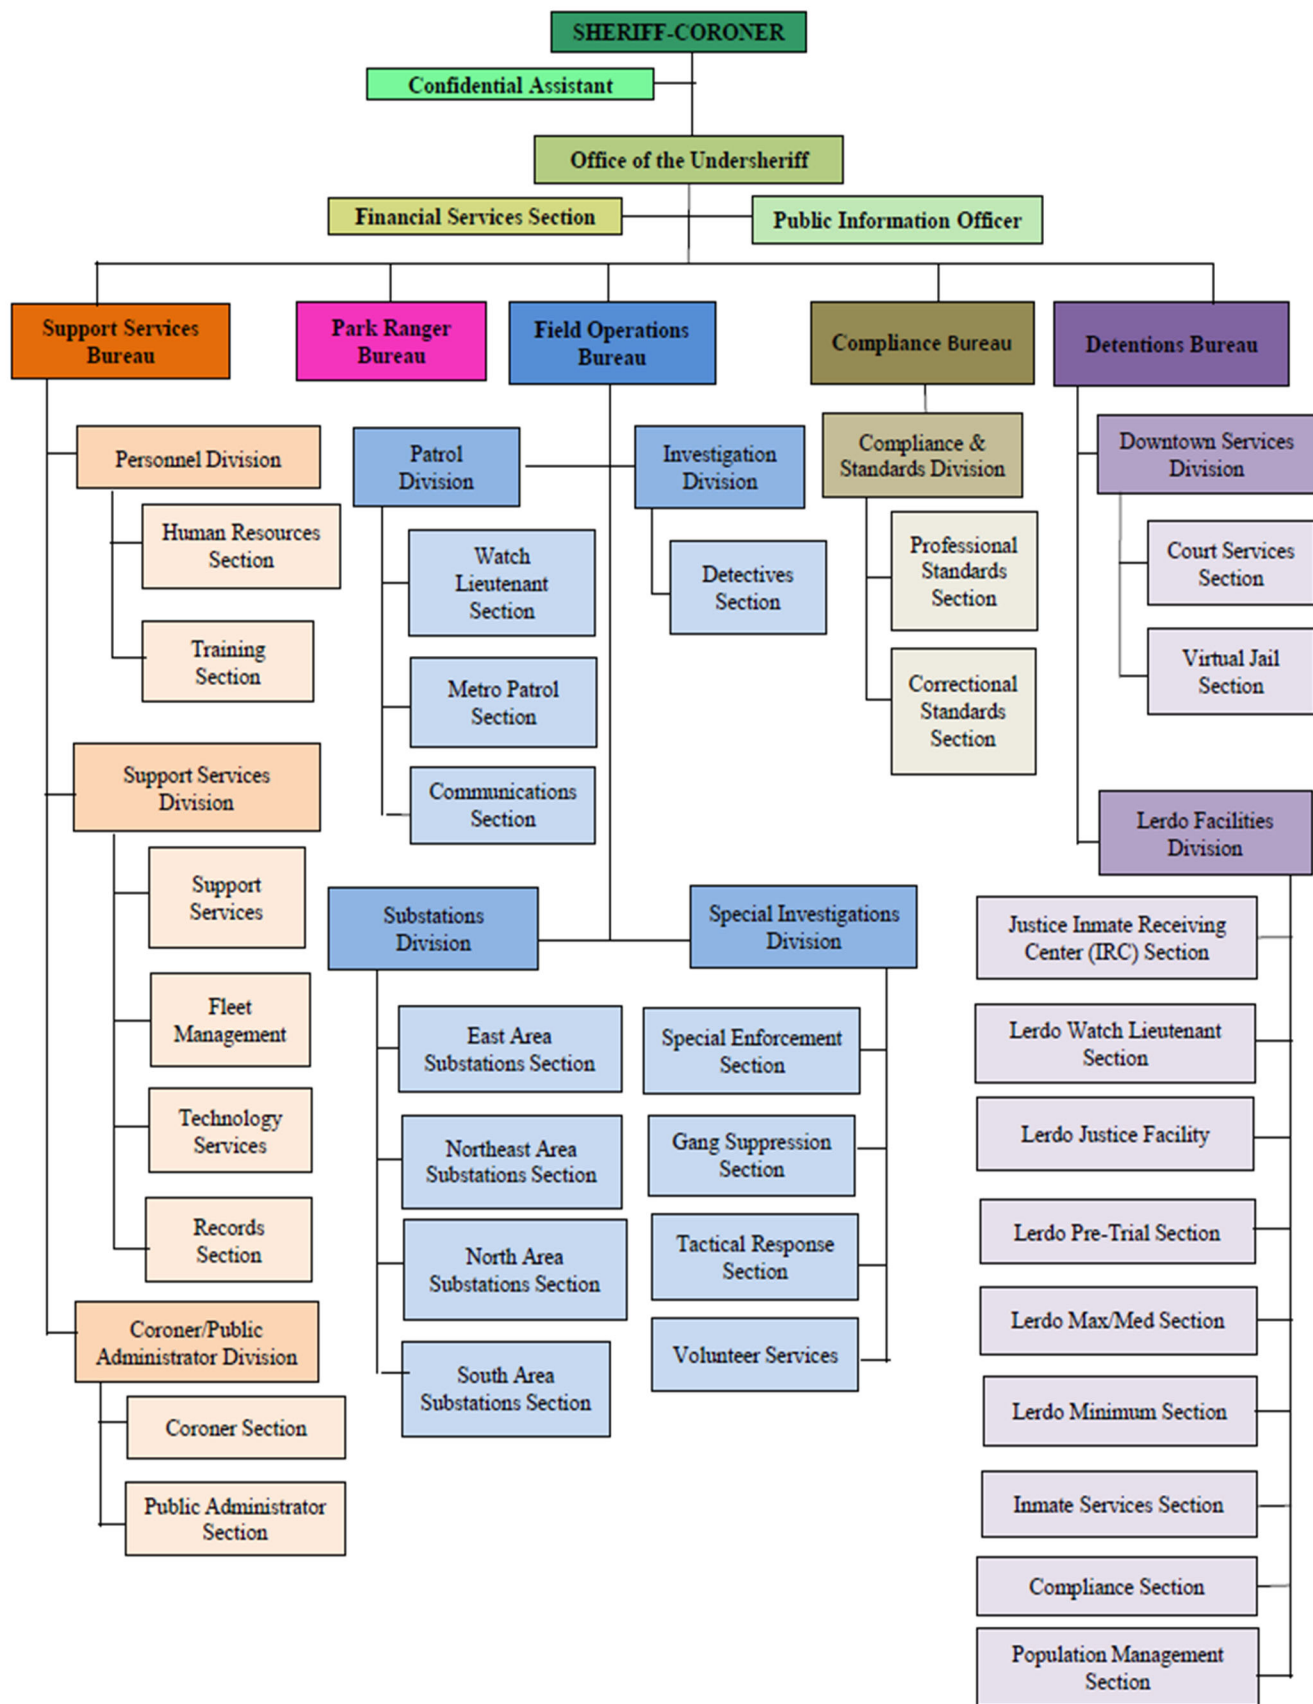 SHERIFF-CORONER
Confidential Assistant
Office of the Undersheriff
Financial Services Section
Public Information Officer
Support Services
Bureau
Park Ranger
Bureau
Field Operations
Bureau
Compliance Bureau
Detentions Bureau
Personnel Division
Human Resources
Section
Training
Section
Support Services
Division
Support
Services
Fleet
Management
Technology
Services
Records
Section
Coroner/Public
Administrator Division
Coroner Section
Public Administrator
Section
Patrol
Division
Watch
Lieutenant
Section
Metro Patrol
Section
Communications
Section
Investigation
Division
Detectives
Section
Substations
Division
East Area
Substations Section
Northeast Area
Substations Section
North Area
Substations Section
South Area
Substations Section
Special Investigations
Division
Special Enforcement
Section
Gang Suppression
Section
Tactical Response
Section
Volunteer Services
Compliance &
Standards Division
Professional
Standards
Section
Correctional
Standards
Section
Downtown Services
Division
Court Services
Section
Virtual Jail
Section
Lerdo Facilities
Division
Justice Inmate Receiving
Center (IRC) Section
Lerdo Watch Lieutenant
Section
Lerdo Justice Facility
Lerdo Pre-Trial Section
Lerdo Max/Med Section
Lerdo Minimum Section
Inmate Services Section
Compliance Section
Population Management
Section